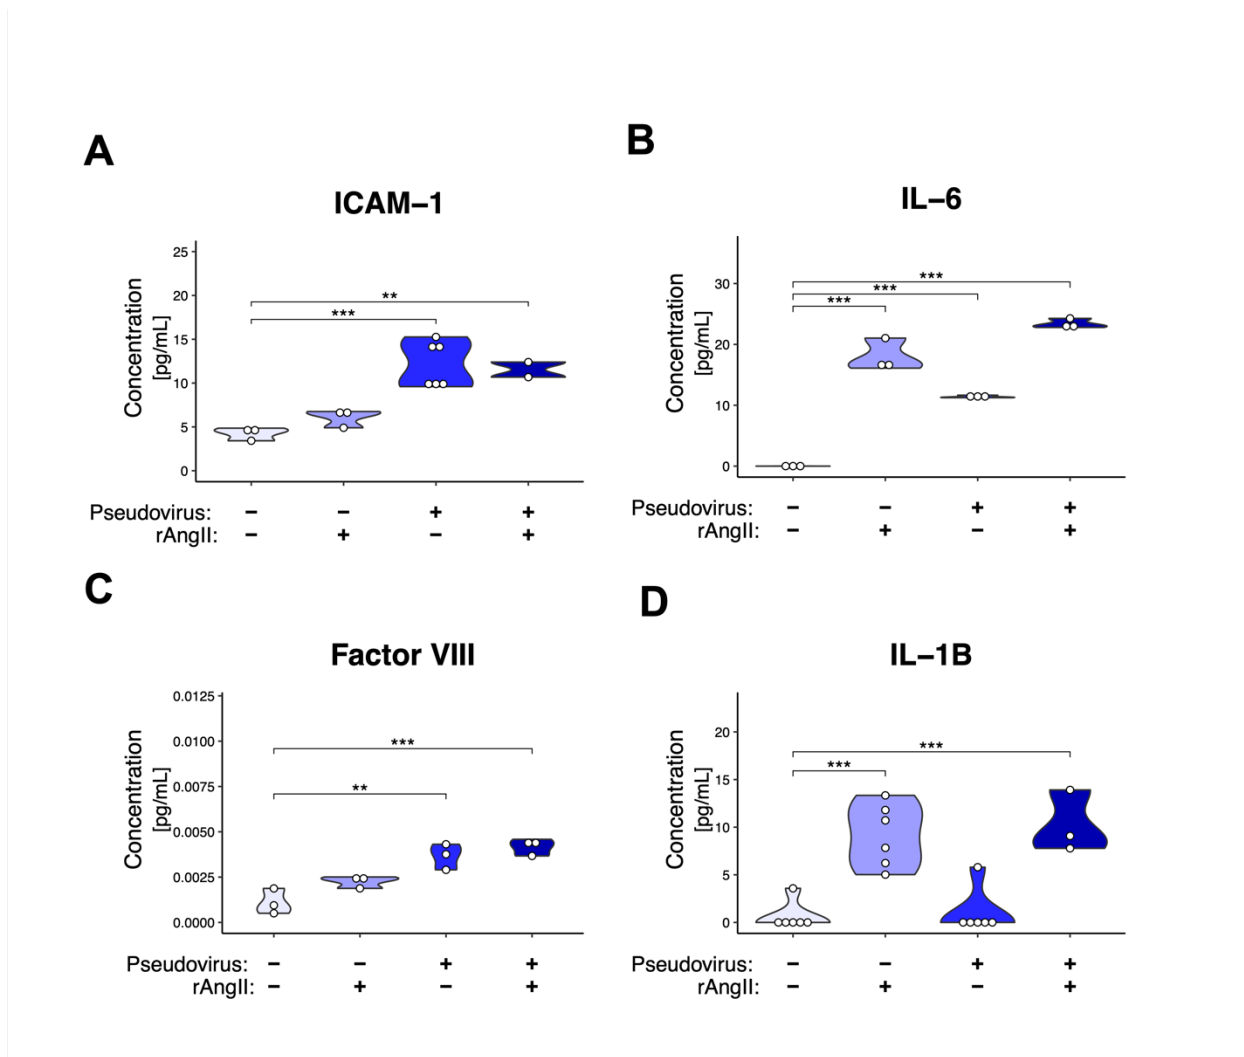 A
ICAM–1
Concentration
[pg/mL]
25
20
15
10
5
0
**
***
Pseudovirus: – – + +
rAngII: – + – +
B
IL–6
Concentration
[pg/mL]
30
20
10
0
***
***
***
Pseudovirus: – – + +
rAngII: – + – +
C
Factor VIII
Concentration
[pg/mL]
0.0125
0.0100
0.0075
0.0050
0.0025
0.0000
***
**
Pseudovirus: – – + +
rAngII: – + – +
D
IL–1B
Concentration
[pg/mL]
20
15
10
5
0
***
***
Pseudovirus: – – + +
rAngII: – + – +